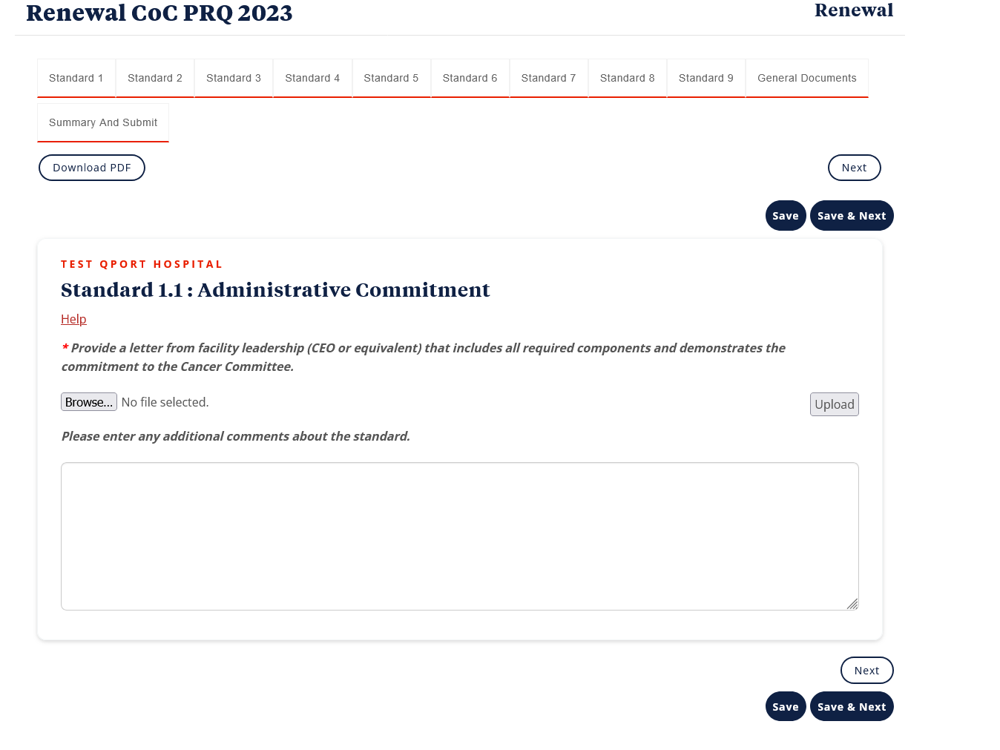 Renewal CoC PRQ 2023
Renewal
Standard 1 Standard 2 Standard 3 Standard 4 Standard 5 Standard 6 Standard 7 Standard 8 Standard 9 General Documents
Summary And Submit
Download PDF
Next
Save Save & Next
TEST QPORT HOSPITAL
Standard 1.1 : Administrative Commitment
Help
* Provide a letter from facility leadership (CEO or equivalent) that includes all required components and demonstrates the
commitment to the Cancer Committee.
Browse... No file selected.
Upload
Please enter any additional comments about the standard.
Next
Save Save & Next